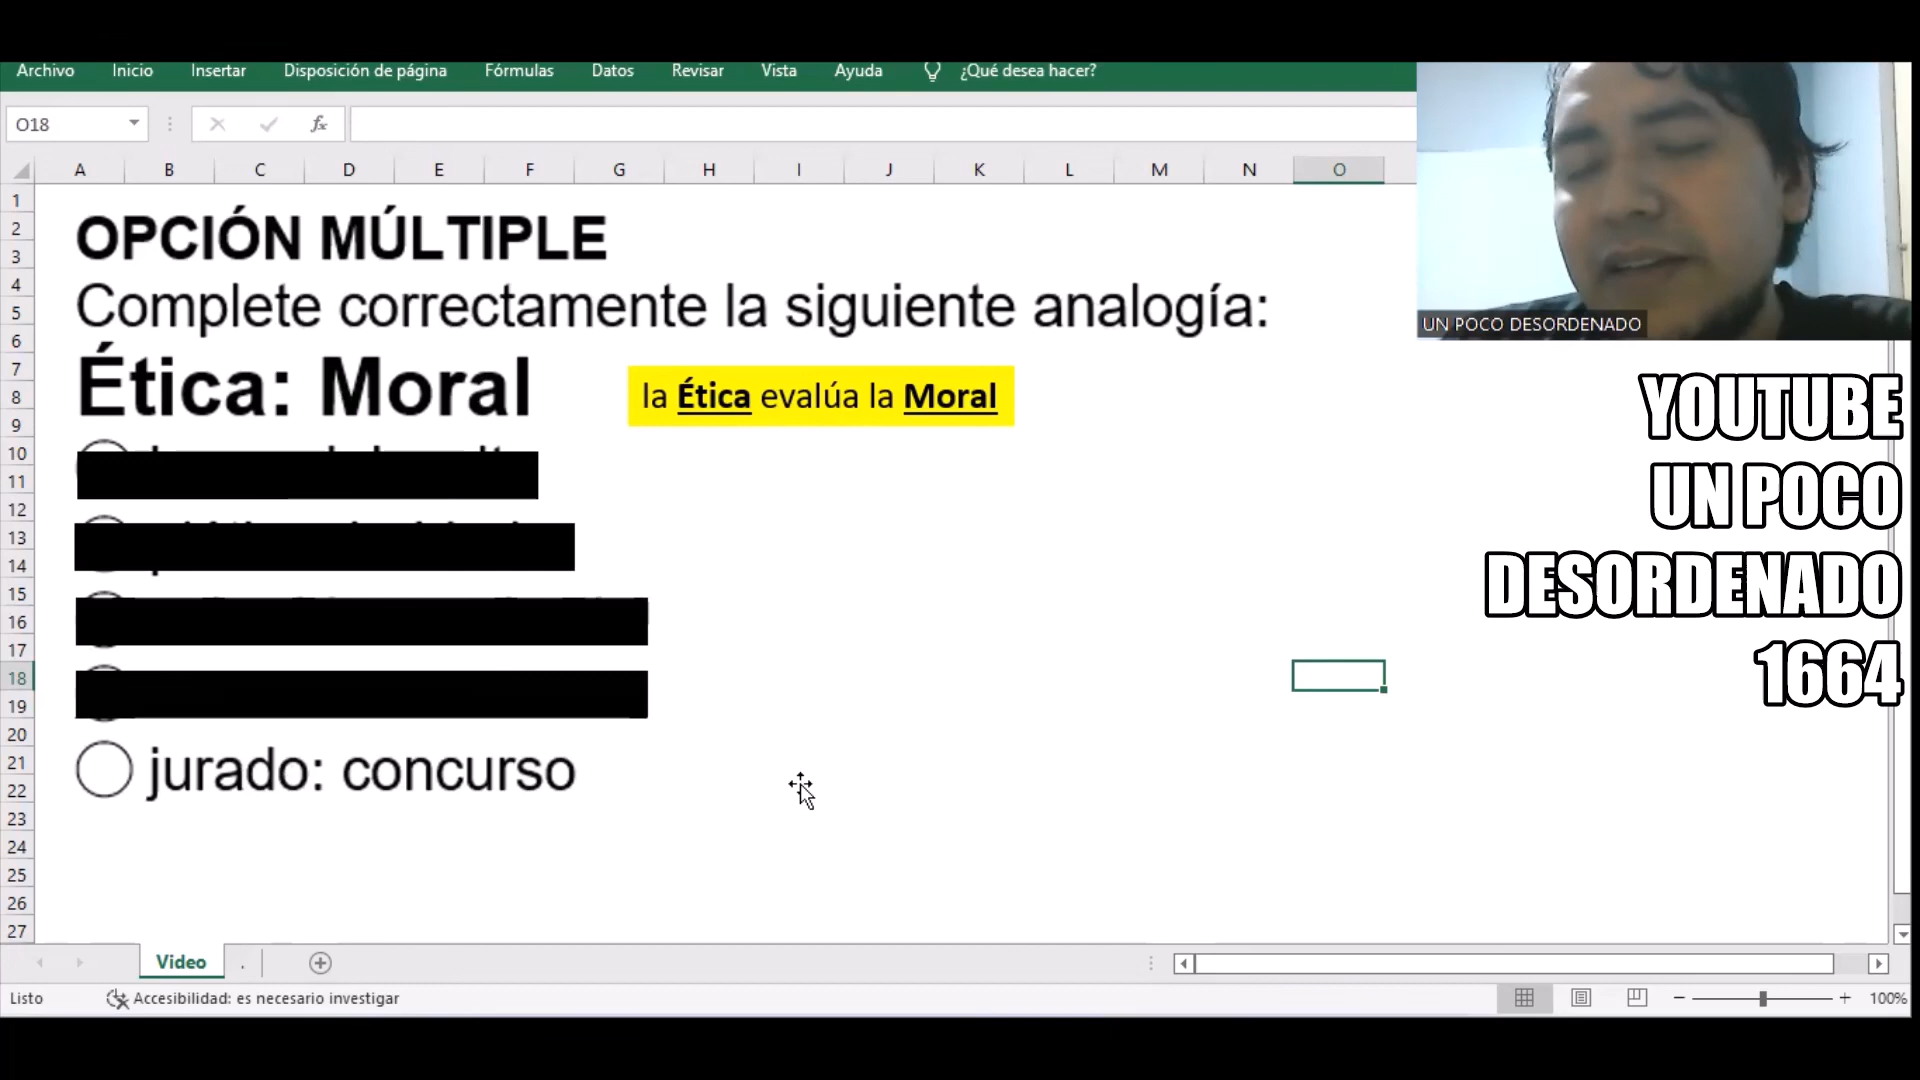 Archivo Inicio Insertar Disposición de página Fórmulas Datos Revisar Vista Ayuda ¿Qué desea hacer?
O18 fx
A B C D E F G H I J K L M N O
1
2
3
4
5
6
7
8
9
10
11
12
13
14
15
16
17
18
19
20
21
22
23
24
25
26
27
OPCIÓN MÚLTIPLE
Complete correctamente la siguiente analogía:
Ética: Moral
la Ética evalúa la Moral
jurado: concurso
UN POCO DESORDENADO
YOUTUBE
UN POCO
DESORDENADO
1664
Video .
Listo Accesibilidad: es necesario investigar 100%